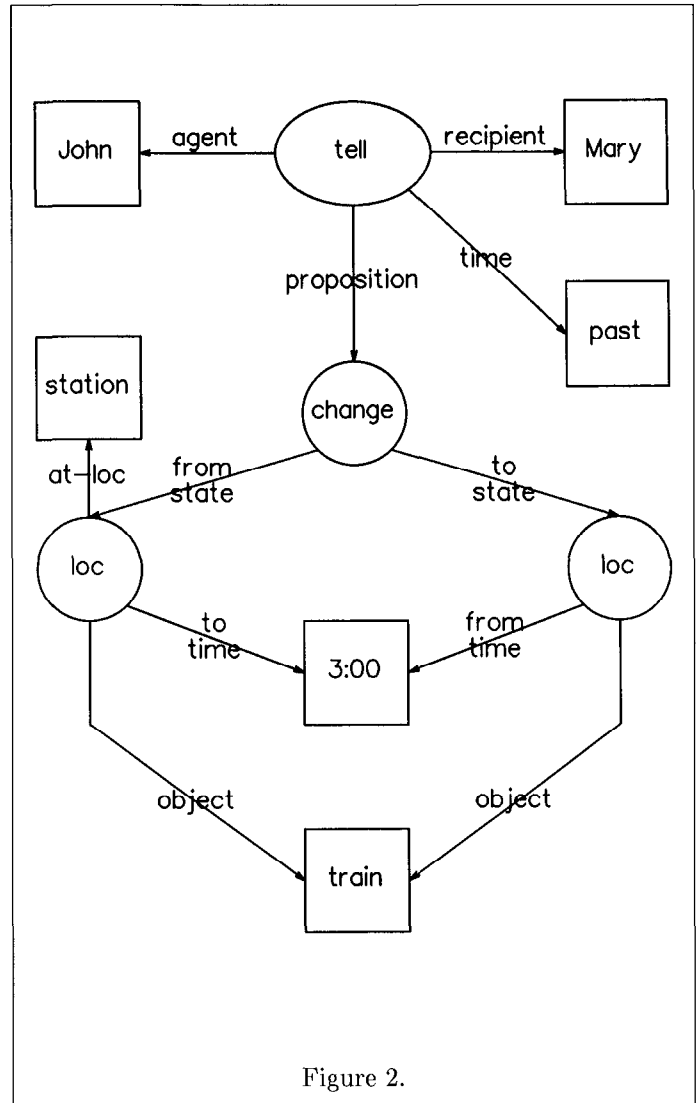 John
agent
tell
recipient
Mary
time
proposition
past
station
change
at-loc
from
state
to
state
loc
loc
to
time
from
time
3:00
object
object
train
Figure 2.